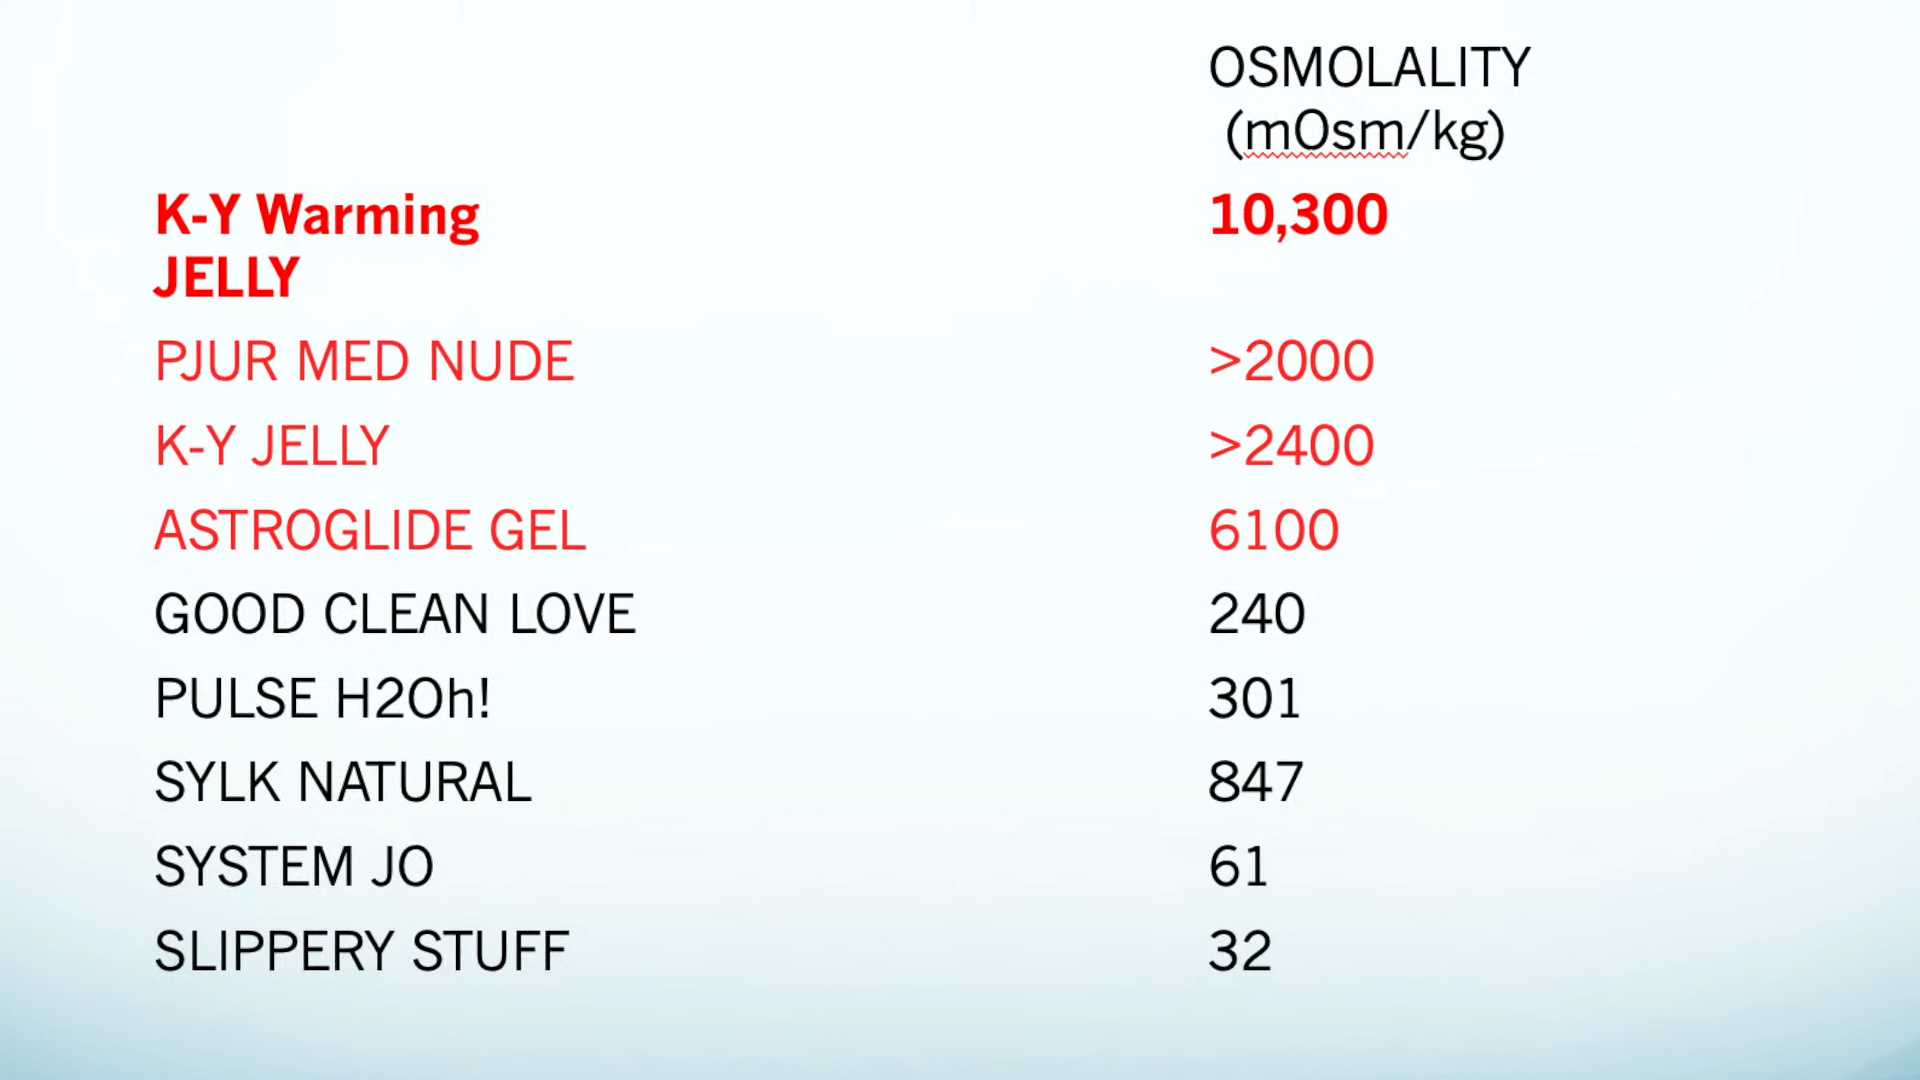 OSMOLALITY
(mOsm/kg)
K-Y Warming 10,300
JELLY
PJUR MED NUDE >2000
K-Y JELLY >2400
ASTROGLIDE GEL 6100
GOOD CLEAN LOVE 240
PULSE H2Oh! 301
SYLK NATURAL 847
SYSTEM JO 61
SLIPPERY STUFF 32